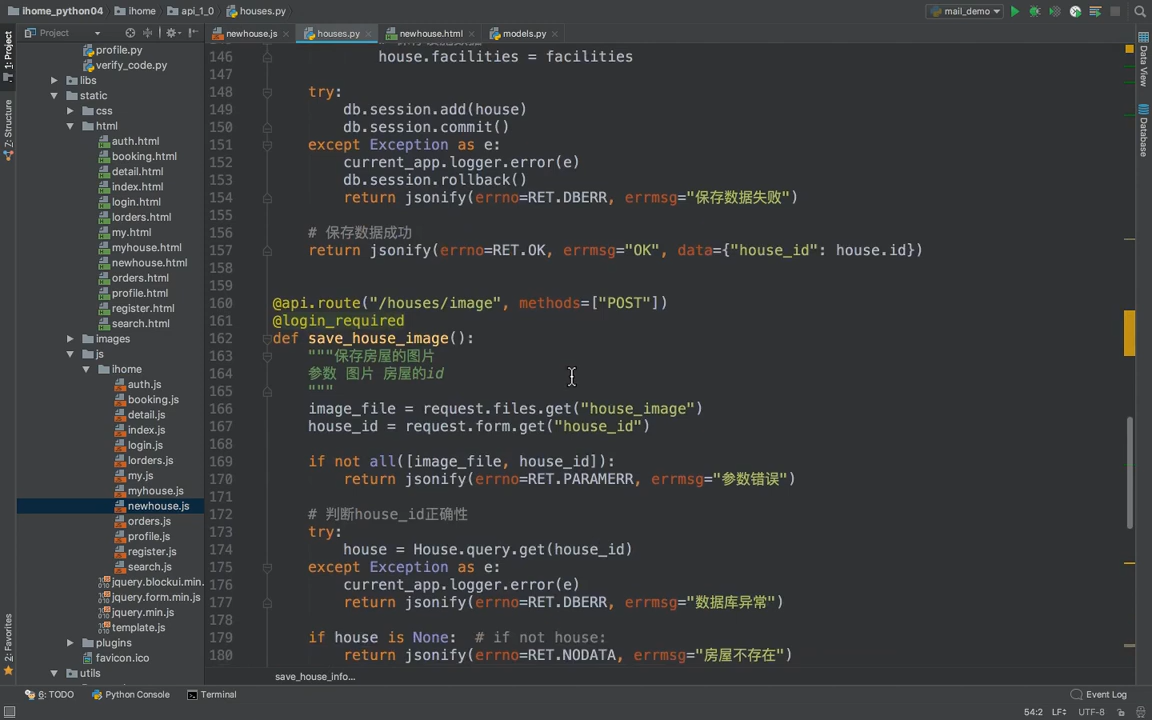 ihome_python04
ihome
api_1_0
houses.py
mail_demo
Project
newhouse.js
houses.py
newhouse.html
models.py
1: Project
Z: Structure
2: Favorites
Data View
Database
profile.py
verify_code.py
libs
static
css
html
auth.html
booking.html
detail.html
index.html
login.html
lorders.html
my.html
myhouse.html
newhouse.html
orders.html
profile.html
register.html
search.html
images
js
ihome
auth.js
booking.js
detail.js
index.js
login.js
lorders.js
my.js
myhouse.js
newhouse.js
orders.js
profile.js
register.js
search.js
jquery.blockui.min.
jquery.form.min.js
jquery.min.js
template.js
plugins
favicon.ico
utils
146 house.facilities = facilities
147
148 try:
149 db.session.add(house)
150 db.session.commit()
151 except Exception as e:
152 current_app.logger.error(e)
153 db.session.rollback()
154 return jsonify(errno=RET.DBERR, errmsg="保存数据失败")
155
156 # 保存数据成功
157 return jsonify(errno=RET.OK, errmsg="OK", data={"house_id": house.id})
158
159
160 @api.route("/houses/image", methods=["POST"])
161 @login_required
162 def save_house_image():
163 """保存房屋的图片
164 参数 图片 房屋的id
165 """
166 image_file = request.files.get("house_image")
167 house_id = request.form.get("house_id")
168
169 if not all([image_file, house_id]):
170 return jsonify(errno=RET.PARAMERR, errmsg="参数错误")
171
172 # 判断house_id正确性
173 try:
174 house = House.query.get(house_id)
175 except Exception as e:
176 current_app.logger.error(e)
177 return jsonify(errno=RET.DBERR, errmsg="数据库异常")
178
179 if house is None: # if not house:
180 return jsonify(errno=RET.NODATA, errmsg="房屋不存在")
save_house_info...
6: TODO
Python Console
Terminal
Event Log
54:2
LF
UTF-8